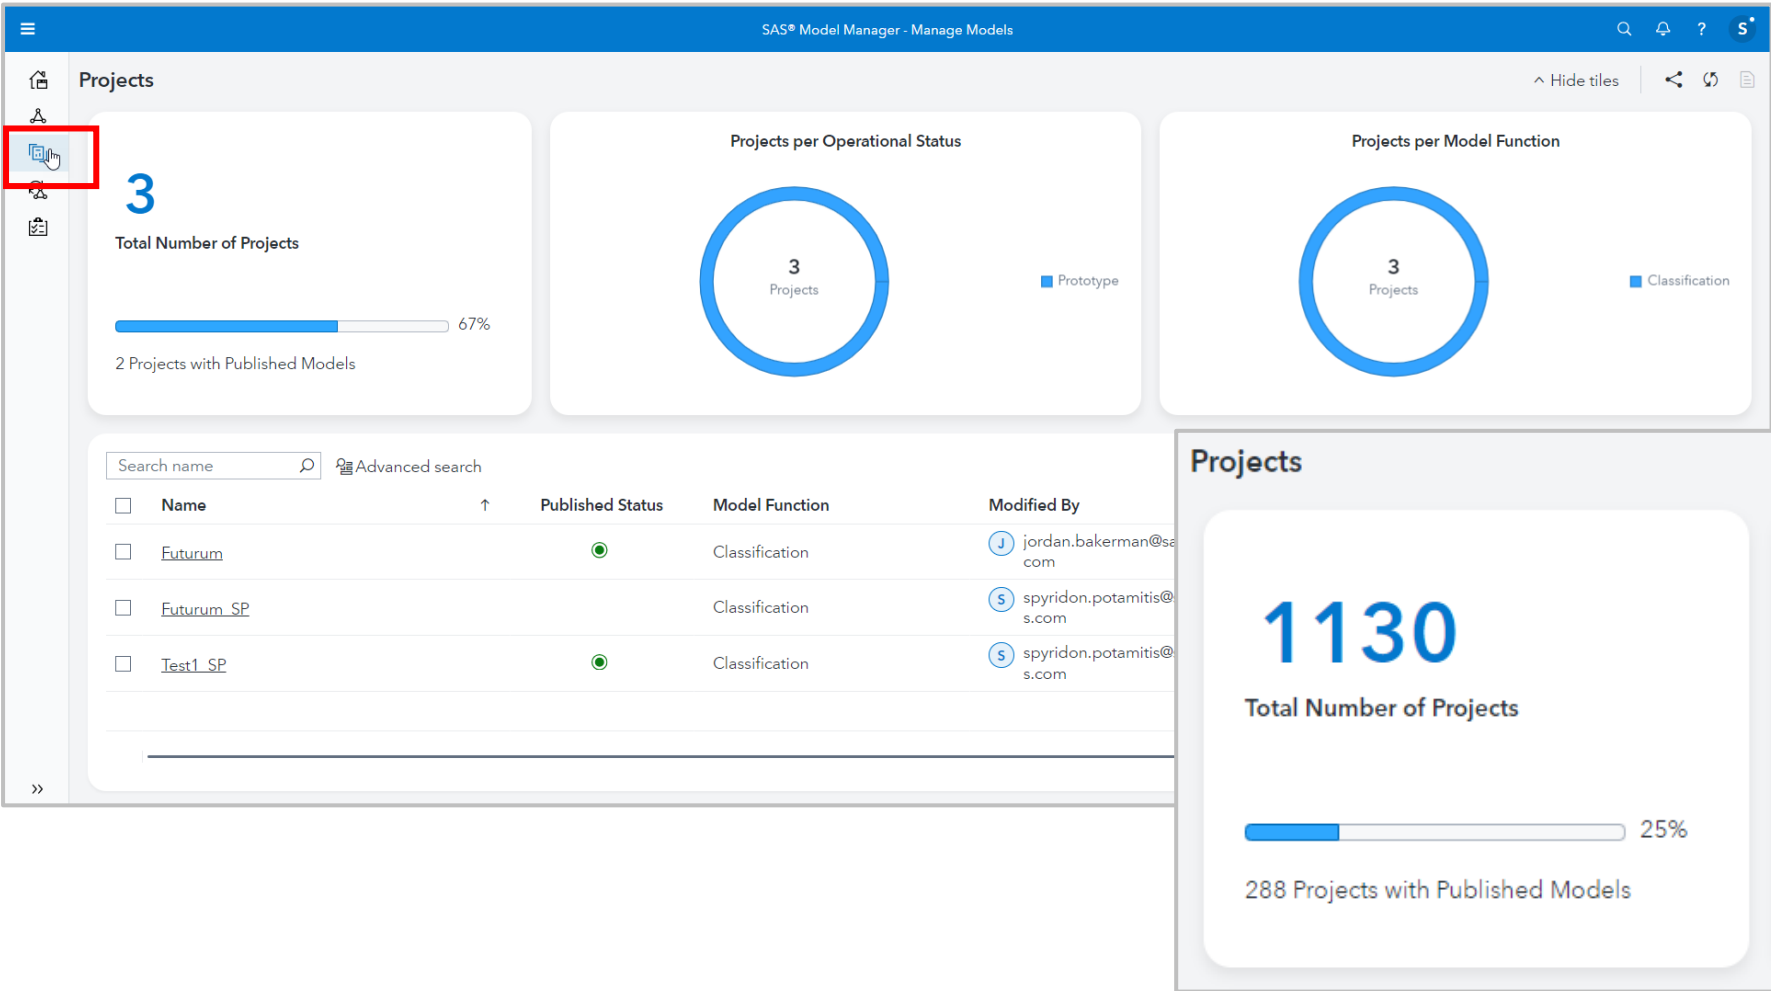 SAS® Model Manager - Manage Models
?
S
Projects
Hide tiles
3
Total Number of Projects
67%
2 Projects with Published Models
Projects per Operational Status
3
Projects
Prototype
Projects per Model Function
3
Projects
Classification
Search name
Advanced search
Name
Published Status
Model Function
Modified By
Futurum
Classification
J
jordan.bakerman@sa
com
Futurum_SP
Classification
S
spyridon.potamitis@
s.com
Test1_SP
Classification
S
spyridon.potamitis@
s.com
Projects
1130
Total Number of Projects
25%
288 Projects with Published Models